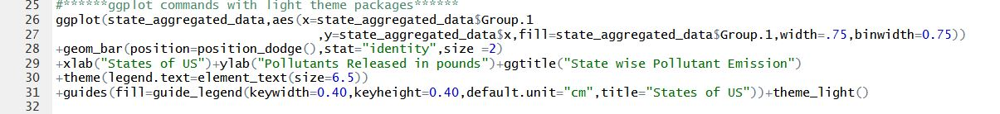 25 #******ggplot commands with light theme packages******
26 ggplot(state_aggregated_data,aes(x=state_aggregated_data$Group.1
27 ,y=state_aggregated_data$x,fill=state_aggregated_data$Group.1,width=.75,binwidth=0.75))
28 +geom_bar(position=position_dodge(),stat="identity",size =2)
29 +xlab("States of US")+ylab("Pollutants Released in pounds")+ggtitle("State wise Pollutant Emission")
30 +theme(legend.text=element_text(size=6.5))
31 +guides(fill=guide_legend(keywidth=0.40,keyheight=0.40,default.unit="cm",title="States of US"))+theme_light()
32